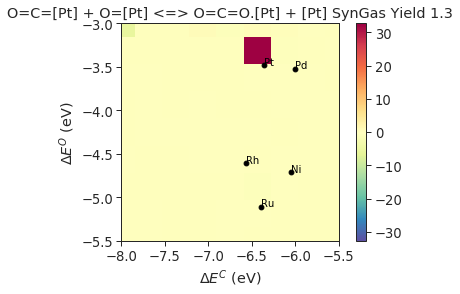 O=C=[Pt] + O=[Pt] <=> O=C=O.[Pt] + [Pt] SynGas Yield 1.3
−3.0
−3.5
−4.0
−4.5
−5.0
−5.5
ΔE^O (eV)
Pt
Pd
Rh
Ni
Ru
−8.0 −7.5 −7.0 −6.5 −6.0 −5.5
ΔE^C (eV)
30
20
10
0
−10
−20
−30